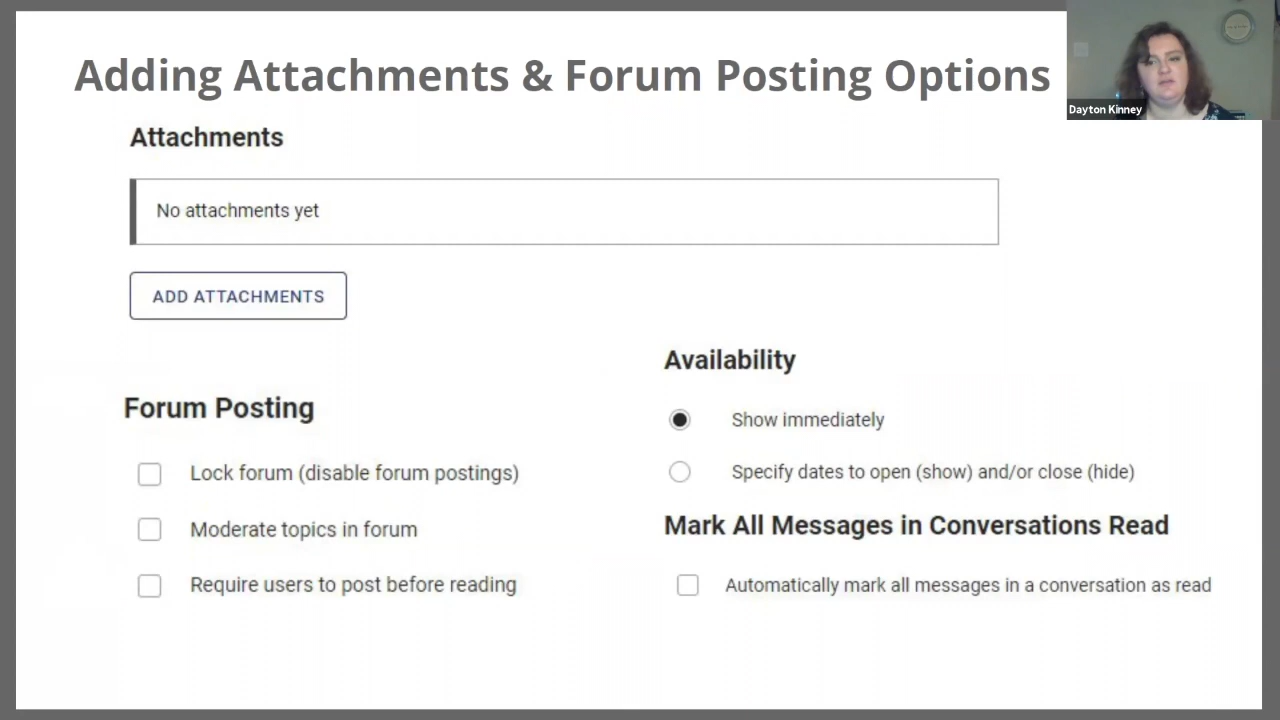 Adding Attachments & Forum Posting Options
Dayton Kinney
Attachments
No attachments yet
ADD ATTACHMENTS
Forum Posting
Lock forum (disable forum postings)
Moderate topics in forum
Require users to post before reading
Availability
Show immediately
Specify dates to open (show) and/or close (hide)
Mark All Messages in Conversations Read
Automatically mark all messages in a conversation as read